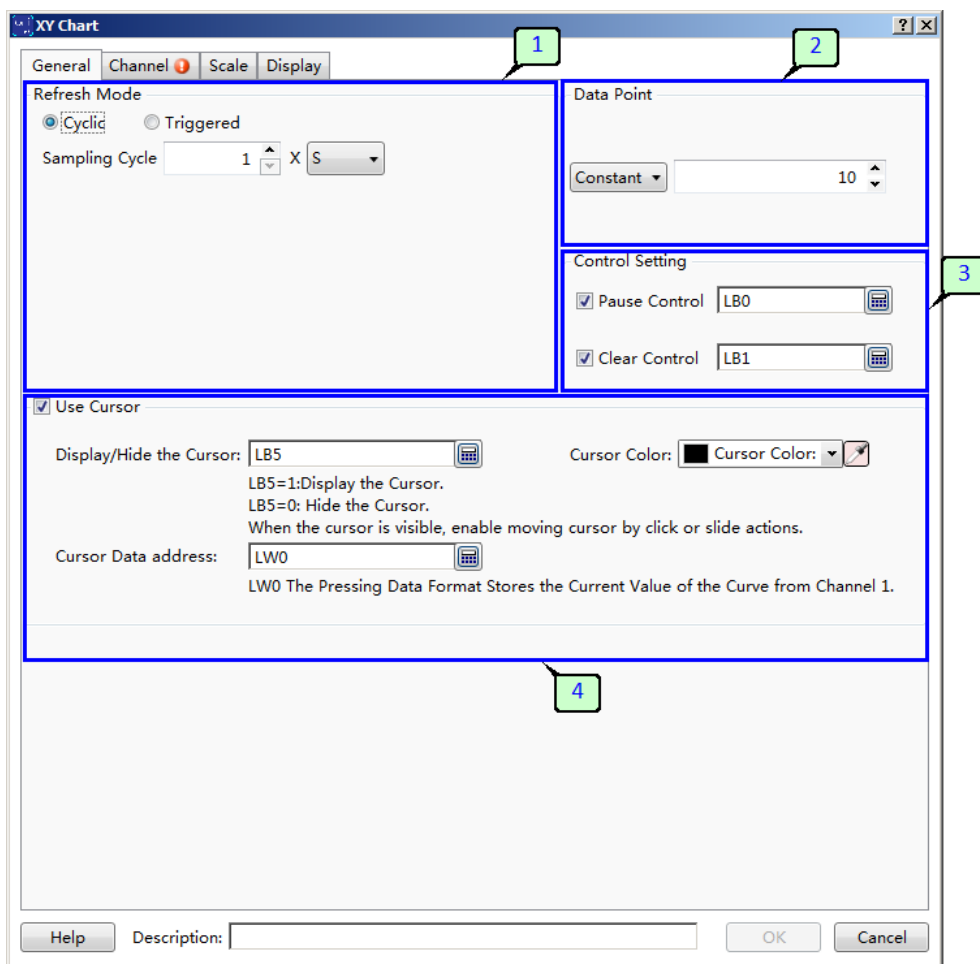 XY Chart
1
2
General Channel Scale Display
Refresh Mode
Cyclic Triggered
Sampling Cycle 1 X S
Data Point
Constant 10
3
Control Setting
Pause Control LB0
Clear Control LB1
Use Cursor
Display/Hide the Cursor: LB5 Cursor Color: Cursor Color:
LB5=1:Display the Cursor.
LB5=0: Hide the Cursor.
When the cursor is visible, enable moving cursor by click or slide actions.
Cursor Data address: LW0
LW0 The Pressing Data Format Stores the Current Value of the Curve from Channel 1.
4
Help Description: OK Cancel